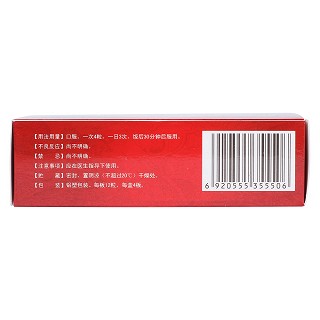 【用法用量】口服，一次4粒，一日3次，饭后30分钟后服用。
【不良反应】尚不明确。
【禁 忌】尚不明确。
【注意事项】应在医生指导下使用。
【贮 藏】密封，置阴凉（不超过20℃）干燥处。
【包 装】铝塑包装，每板12粒，每盒4板。
6 920555 355506